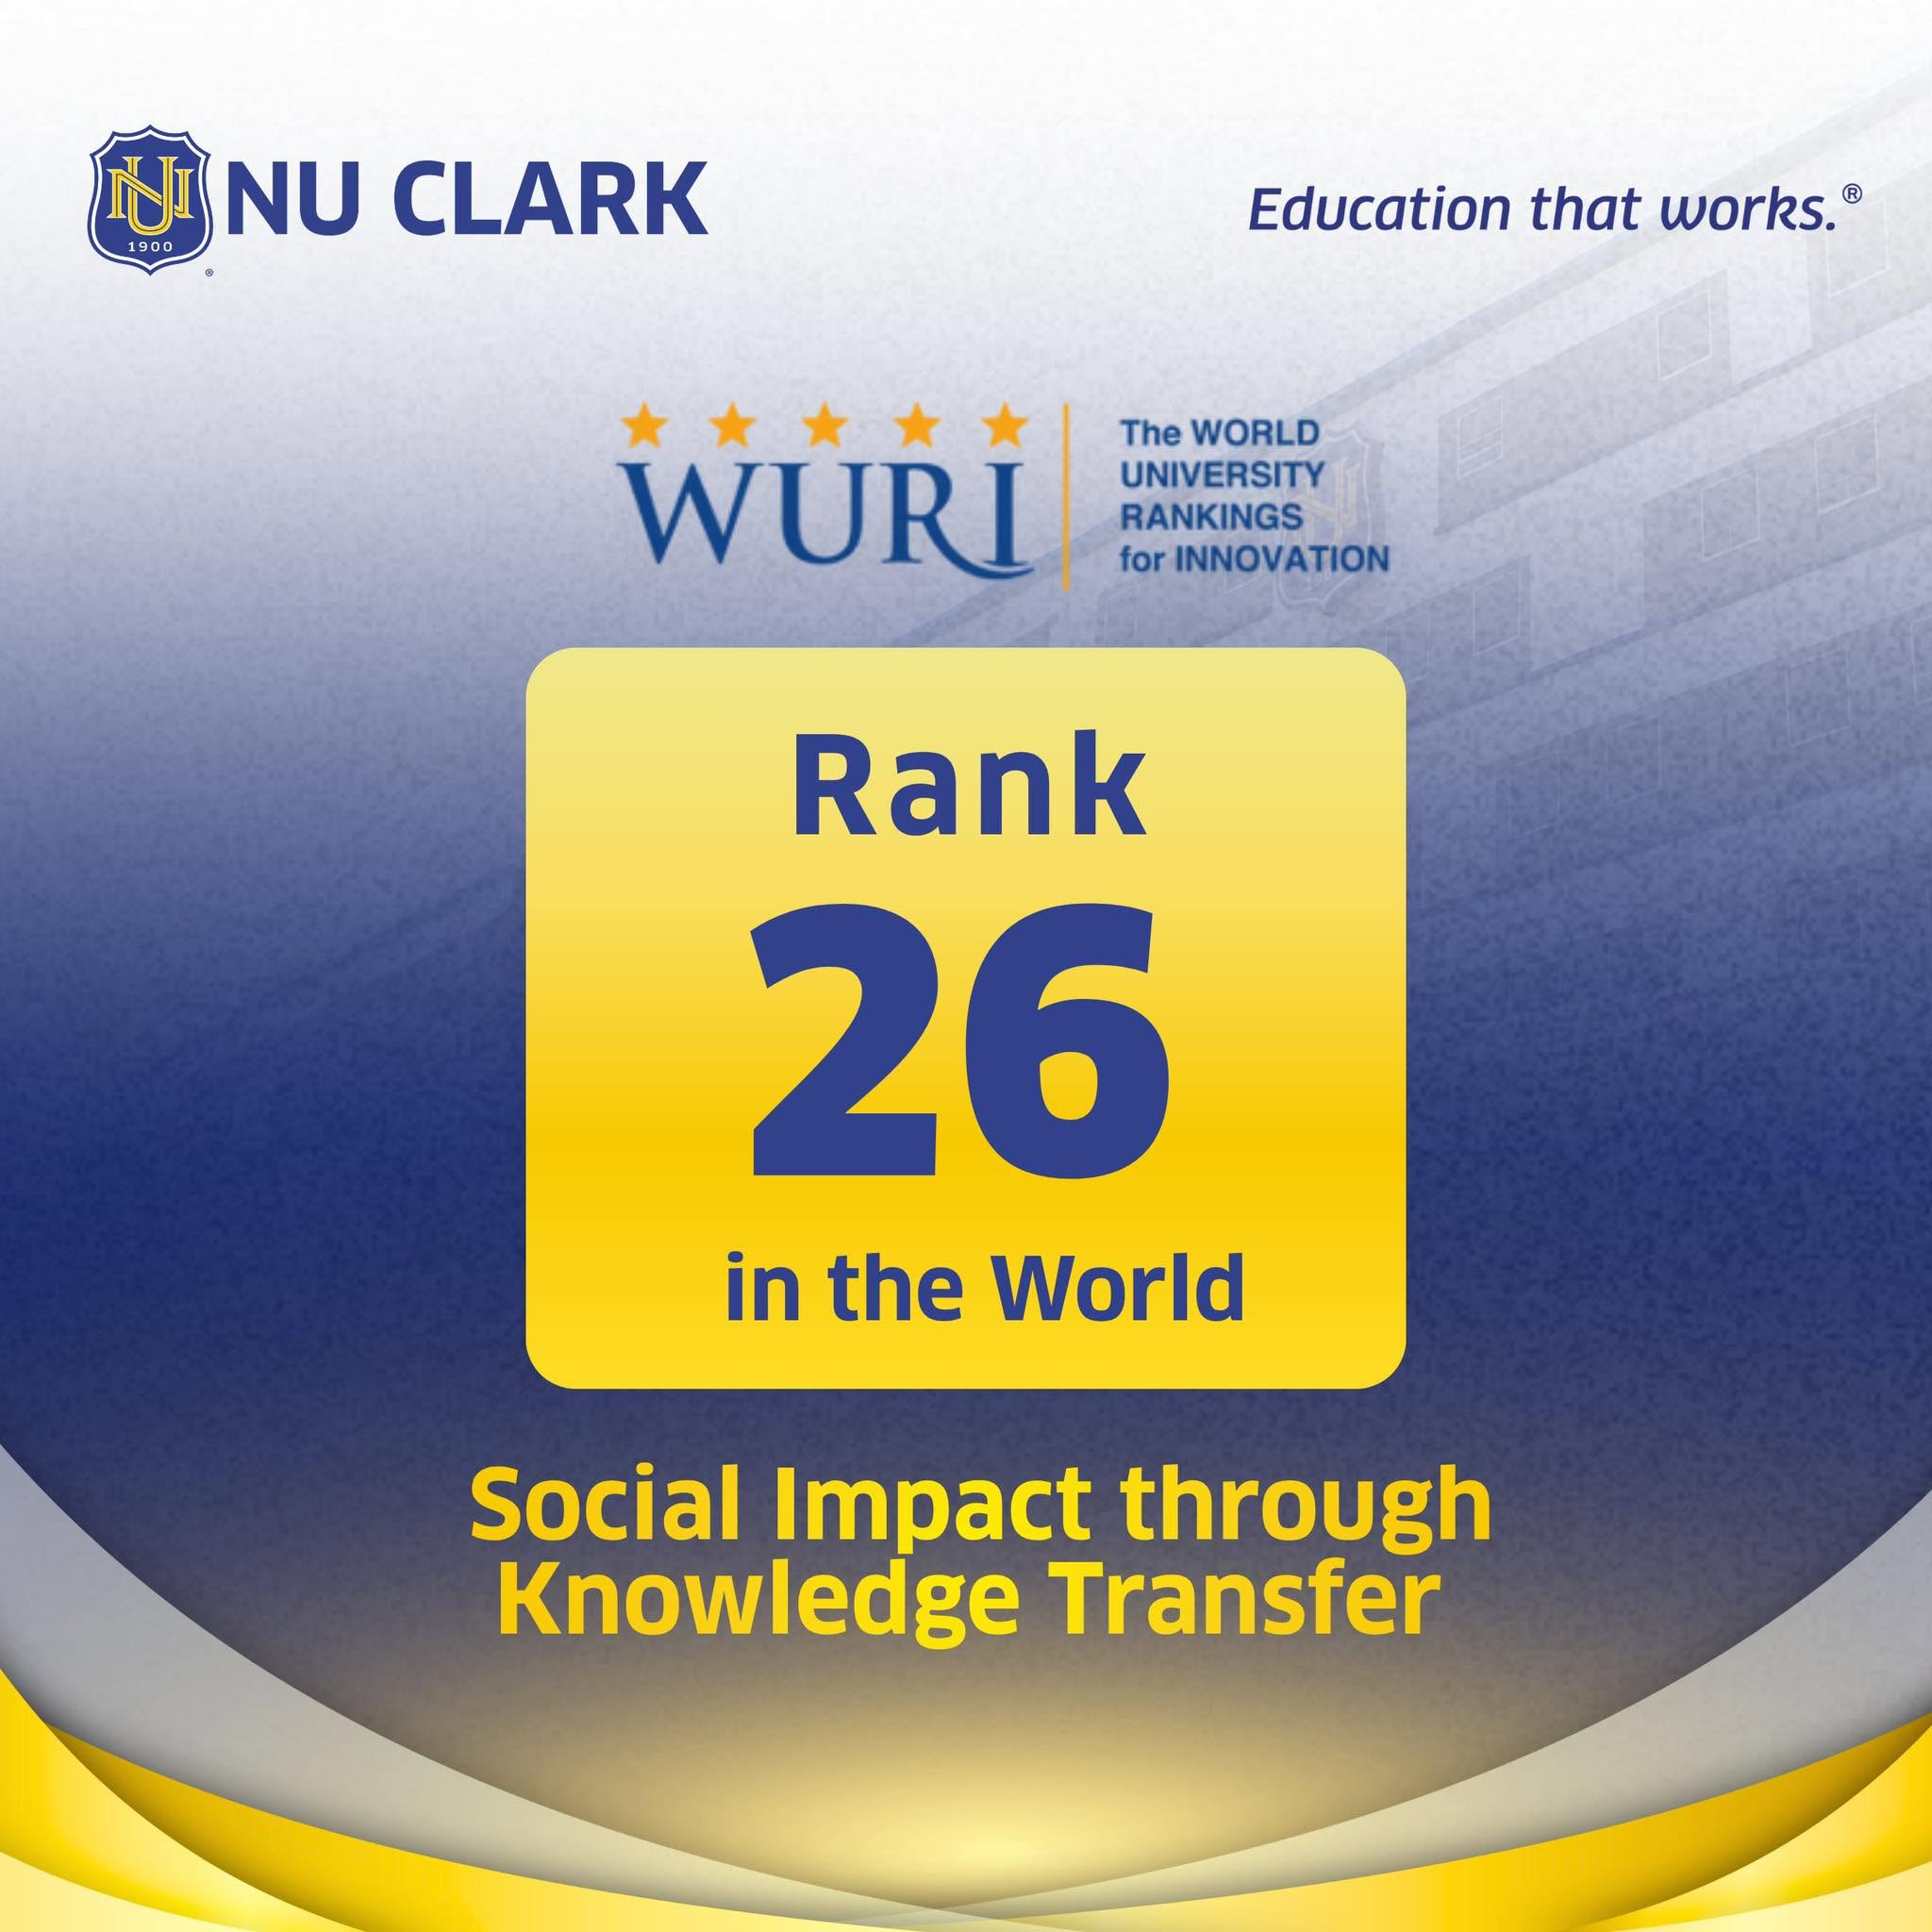 NU
1900
®
NU CLARK
Education that works.®
WURI
The WORLD
UNIVERSITY
RANKINGS
for INNOVATION
Rank
26
in the World
Social Impact through
Knowledge Transfer